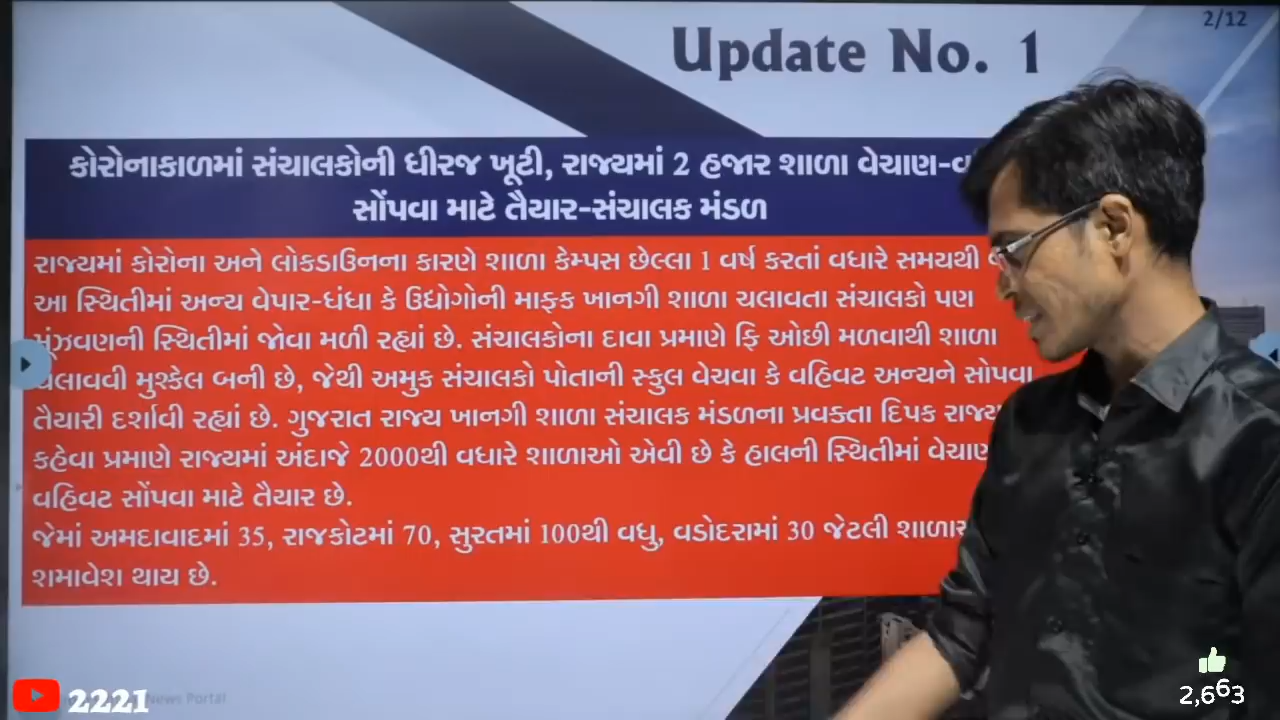 2/12
Update No. 1
કોરોનાકાળમાં સંચાલકોની ધીરજ ખૂટી, રાજ્યમાં 2 હજાર શાળા વેચાણ-વ
સોંપવા માટે તૈયાર-સંચાલક મંડળ
રાજ્યમાં કોરોના અને લોકડાઉનના કારણે શાળા કેમ્પસ છેલ્લા 1 વર્ષ કરતાં વધારે સમયથી
આ સ્થિતીમાં અન્ય વેપાર-ધંધા કે ઉદ્યોગોની માફક ખાનગી શાળા ચલાવતા સંચાલકો પણ
મૂંઝવણની સ્થિતીમાં જોવા મળી રહ્યાં છે. સંચાલકોના દાવા પ્રમાણે ફિ ઓછી મળવાથી શાળા
ચલાવવી મુશ્કેલ બની છે, જેથી અમુક સંચાલકો પોતાની સ્કુલ વેચવા કે વહિવટ અન્યને સોપવા
તૈયારી દર્શાવી રહ્યાં છે. ગુજરાત રાજ્ય ખાનગી શાળા સંચાલક મંડળના પ્રવક્તા દિપક રાજ્ય
કહેવા પ્રમાણે રાજ્યમાં અંદાજે 2000થી વધારે શાળાઓ એવી છે કે હાલની સ્થિતીમાં વેચાણ
વહિવટ સોંપવા માટે તૈયાર છે.
જેમાં અમદાવાદમાં 35, રાજકોટમાં 70, સુરતમાં 100થી વધુ, વડોદરામાં 30 જેટલી
શમાવેશ થાય છે.
News Portal
2221
2,663